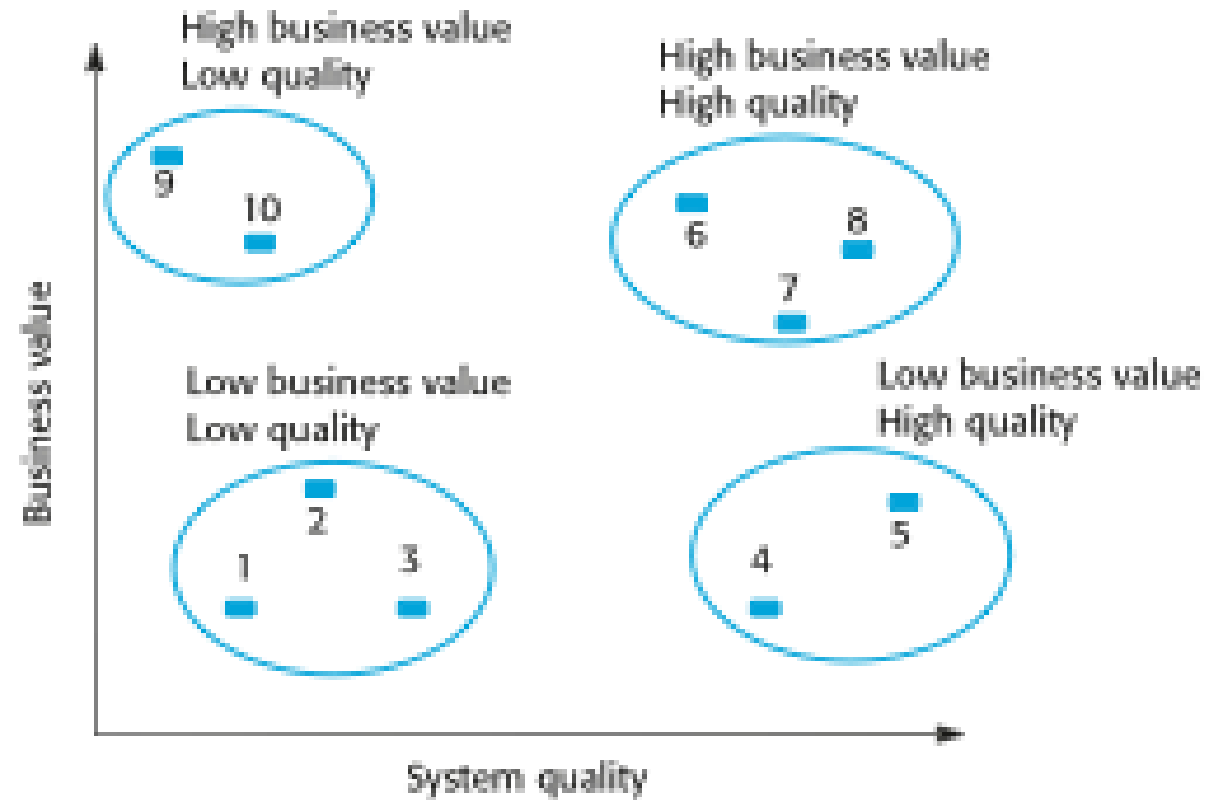 High business value
Low quality
High business value
High quality
9
10
6
8
7
Business value
Low business value
Low quality
Low business value
High quality
2
5
1
3
4
System quality